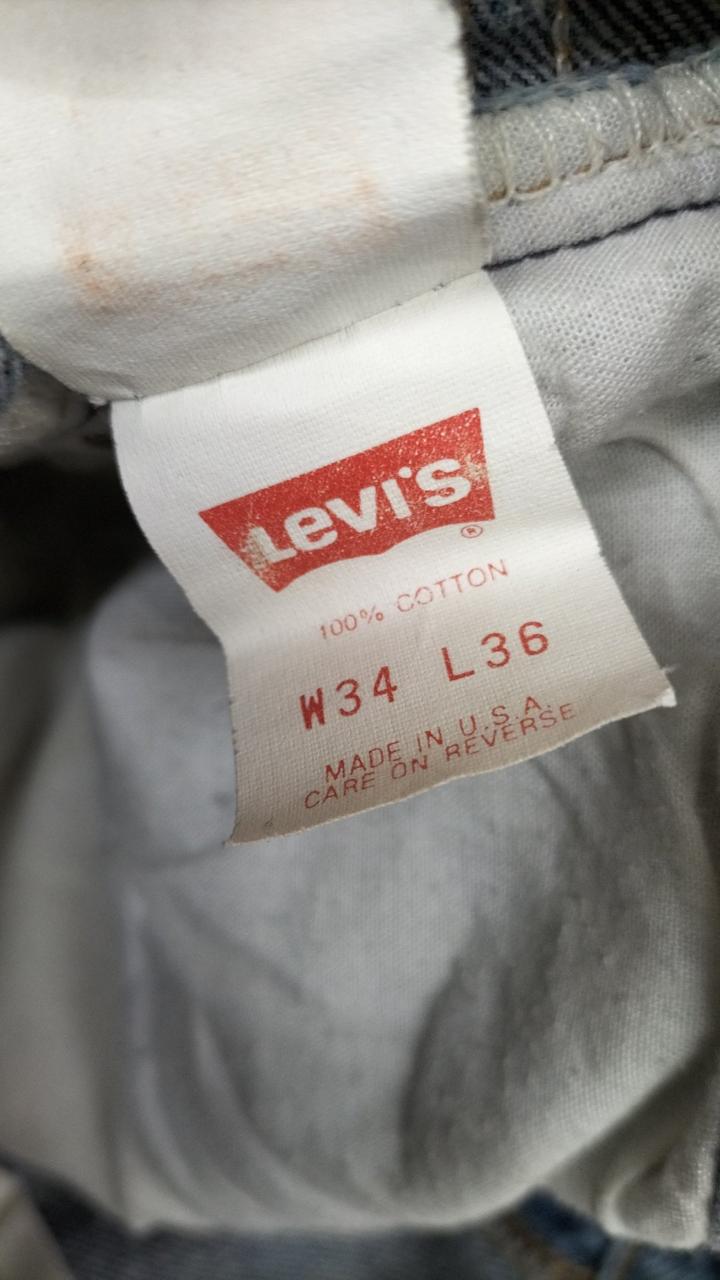 Levi's®
100% COTTON
W34 L36
MADE IN U.S.A.
CARE ON REVERSE